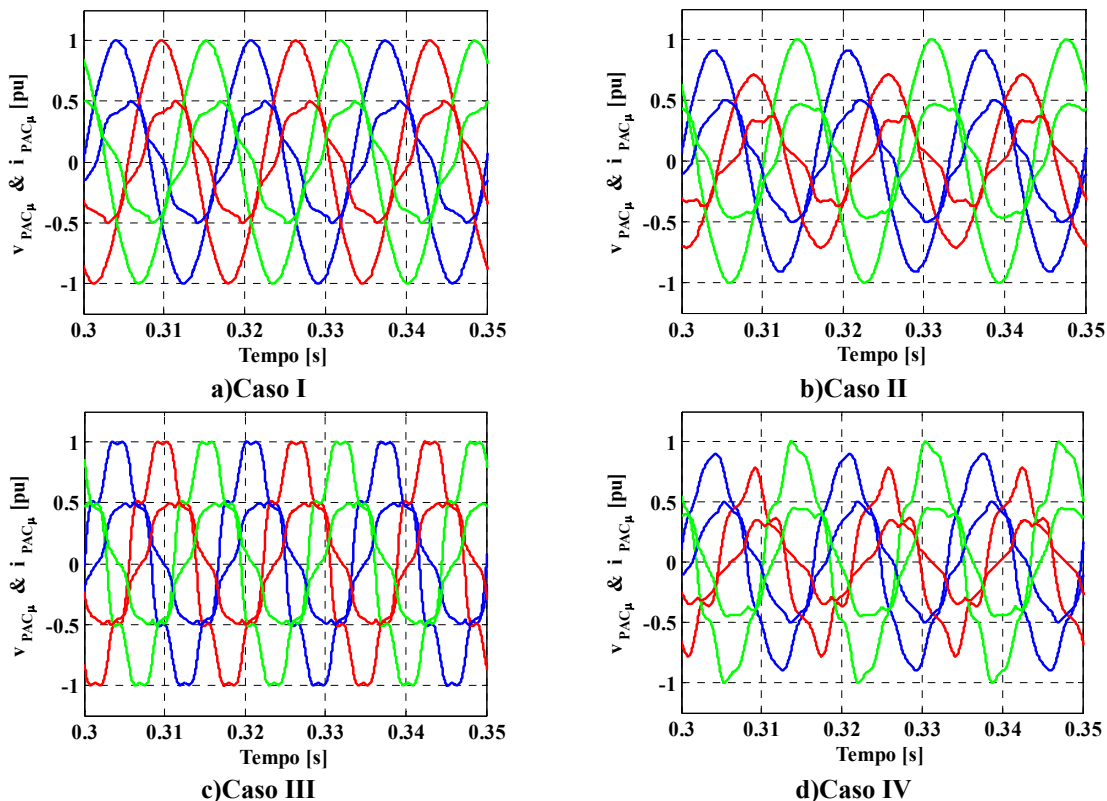 v PACμ & i PACμ [pu]
1
0.5
0
-0.5
-1
0.3 0.31 0.32 0.33 0.34 0.35
Tempo [s]
a)Caso I
v PACμ & i PACμ [pu]
1
0.5
0
-0.5
-1
0.3 0.31 0.32 0.33 0.34 0.35
Tempo [s]
b)Caso II
v PACμ & i PACμ [pu]
1
0.5
0
-0.5
-1
0.3 0.31 0.32 0.33 0.34 0.35
Tempo [s]
c)Caso III
v PACμ & i PACμ [pu]
1
0.5
0
-0.5
-1
0.3 0.31 0.32 0.33 0.34 0.35
Tempo [s]
d)Caso IV